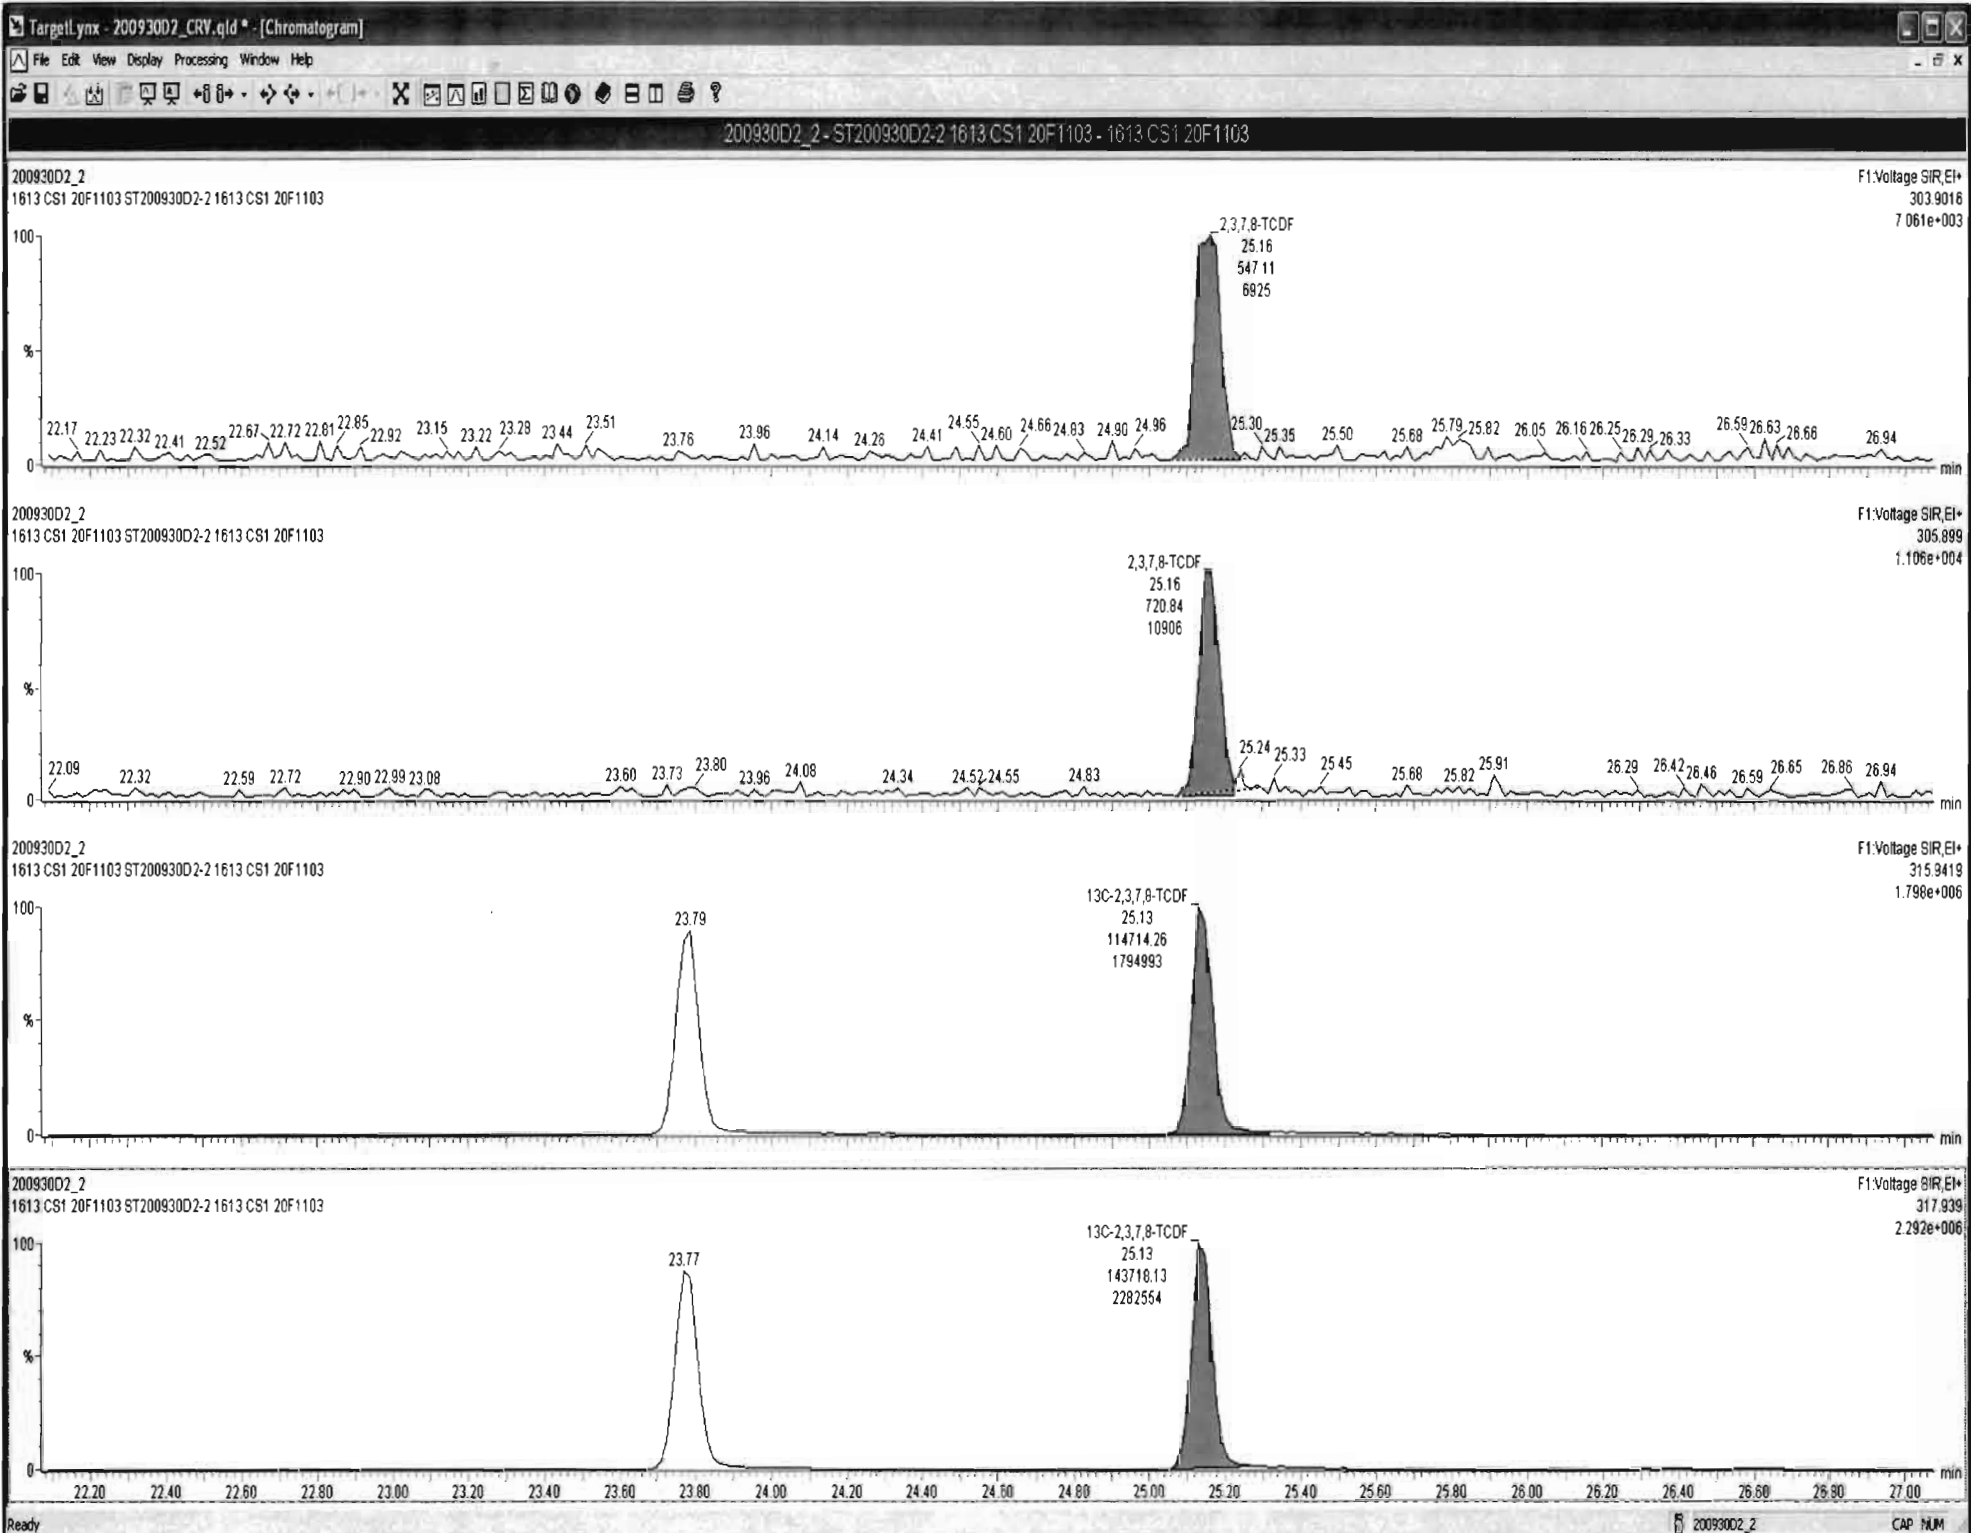 TargetLynx - 200930D2_CRV.qld * - [Chromatogram]
File Edit View Display Processing Window Help
200930D2_2 - ST200930D2-2 1613 CS1 20F1103 - 1613 CS1 20F1103
200930D2_2
1613 CS1 20F1103 ST200930D2-2 1613 CS1 20F1103
F1:Voltage SIR,EI+
303.9016
7 061e+003
100
%
0
2,3,7,8-TCDF
25.16
547 11
6925
22.17 22.23 22.32 22.41 22.52 22.67 22.72 22.81 22.85 22.92 23.15 23.22 23.28 23.44 23.51 23.76 23.96 24.14 24.26 24.41 24.55 24.60 24.66 24.83 24.90 24.96 25.30 25.35 25.50 25.68 25.79 25.82 26.05 26.16 26.25 26.29 26.33 26.59 26.63 26.66 26.94
min
200930D2_2
1613 CS1 20F1103 ST200930D2-2 1613 CS1 20F1103
F1:Voltage SIR,EI+
305.899
1.106e+004
100
%
0
2,3,7,8-TCDF
25.16
720.84
10906
22.09 22.32 22.59 22.72 22.90 22.99 23.08 23.60 23.73 23.80 23.96 24.08 24.34 24.52 24.55 24.83 25.24 25.33 25.45 25.68 25.82 25.91 26.29 26.42 26.46 26.59 26.65 26.86 26.94
min
200930D2_2
1613 CS1 20F1103 ST200930D2-2 1613 CS1 20F1103
F1:Voltage SIR,EI+
315.9419
1.798e+006
100
%
0
23.79
13C-2,3,7,8-TCDF
25.13
114714.26
1794993
min
200930D2_2
1613 CS1 20F1103 ST200930D2-2 1613 CS1 20F1103
F1:Voltage SIR,EI+
317.939
2.292e+006
100
%
0
23.77
13C-2,3,7,8-TCDF
25.13
143718.13
2282554
min
22.20 22.40 22.60 22.80 23.00 23.20 23.40 23.60 23.80 24.00 24.20 24.40 24.60 24.80 25.00 25.20 25.40 25.60 25.80 26.00 26.20 26.40 26.60 26.80 27.00
Ready
200930D2_2
CAP NUM